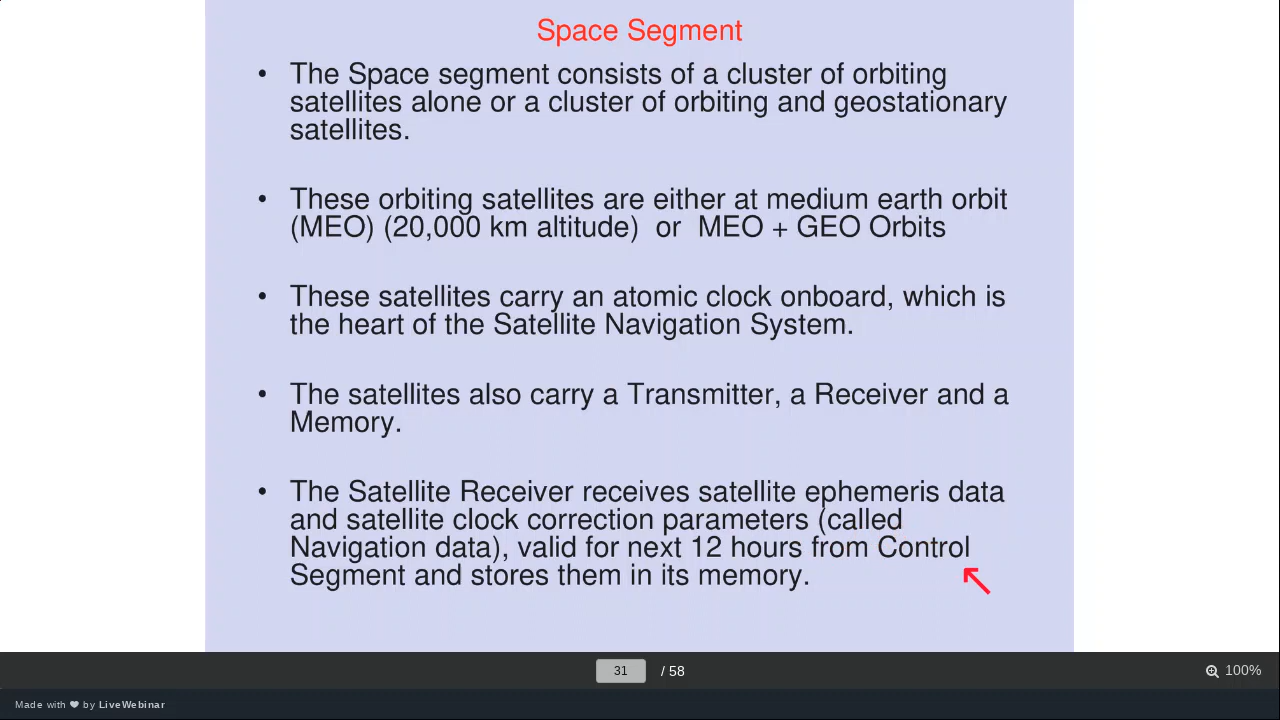 Space Segment
• The Space segment consists of a cluster of orbiting
satellites alone or a cluster of orbiting and geostationary
satellites.
• These orbiting satellites are either at medium earth orbit
(MEO) (20,000 km altitude)  or  MEO + GEO Orbits
• These satellites carry an atomic clock onboard, which is
the heart of the Satellite Navigation System.
• The satellites also carry a Transmitter, a Receiver and a
Memory.
• The Satellite Receiver receives satellite ephemeris data
and satellite clock correction parameters (called
Navigation data), valid for next 12 hours from Control
Segment and stores them in its memory.
31 / 58
100%
Made with ♥ by LiveWebinar